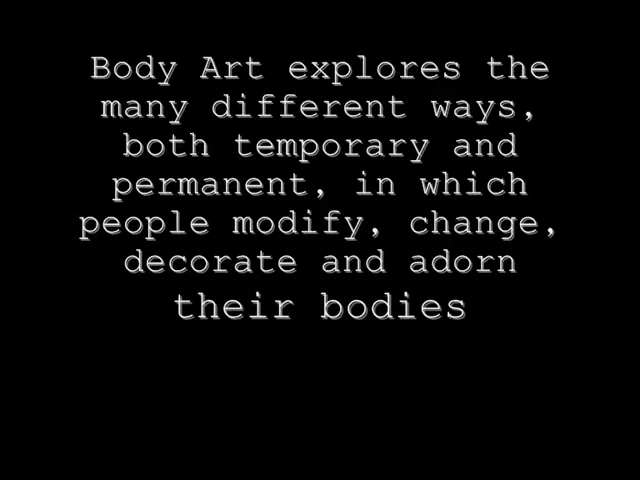 Body Art explores the
many different ways,
both temporary and
permanent, in which
people modify, change,
decorate and adorn
their bodies